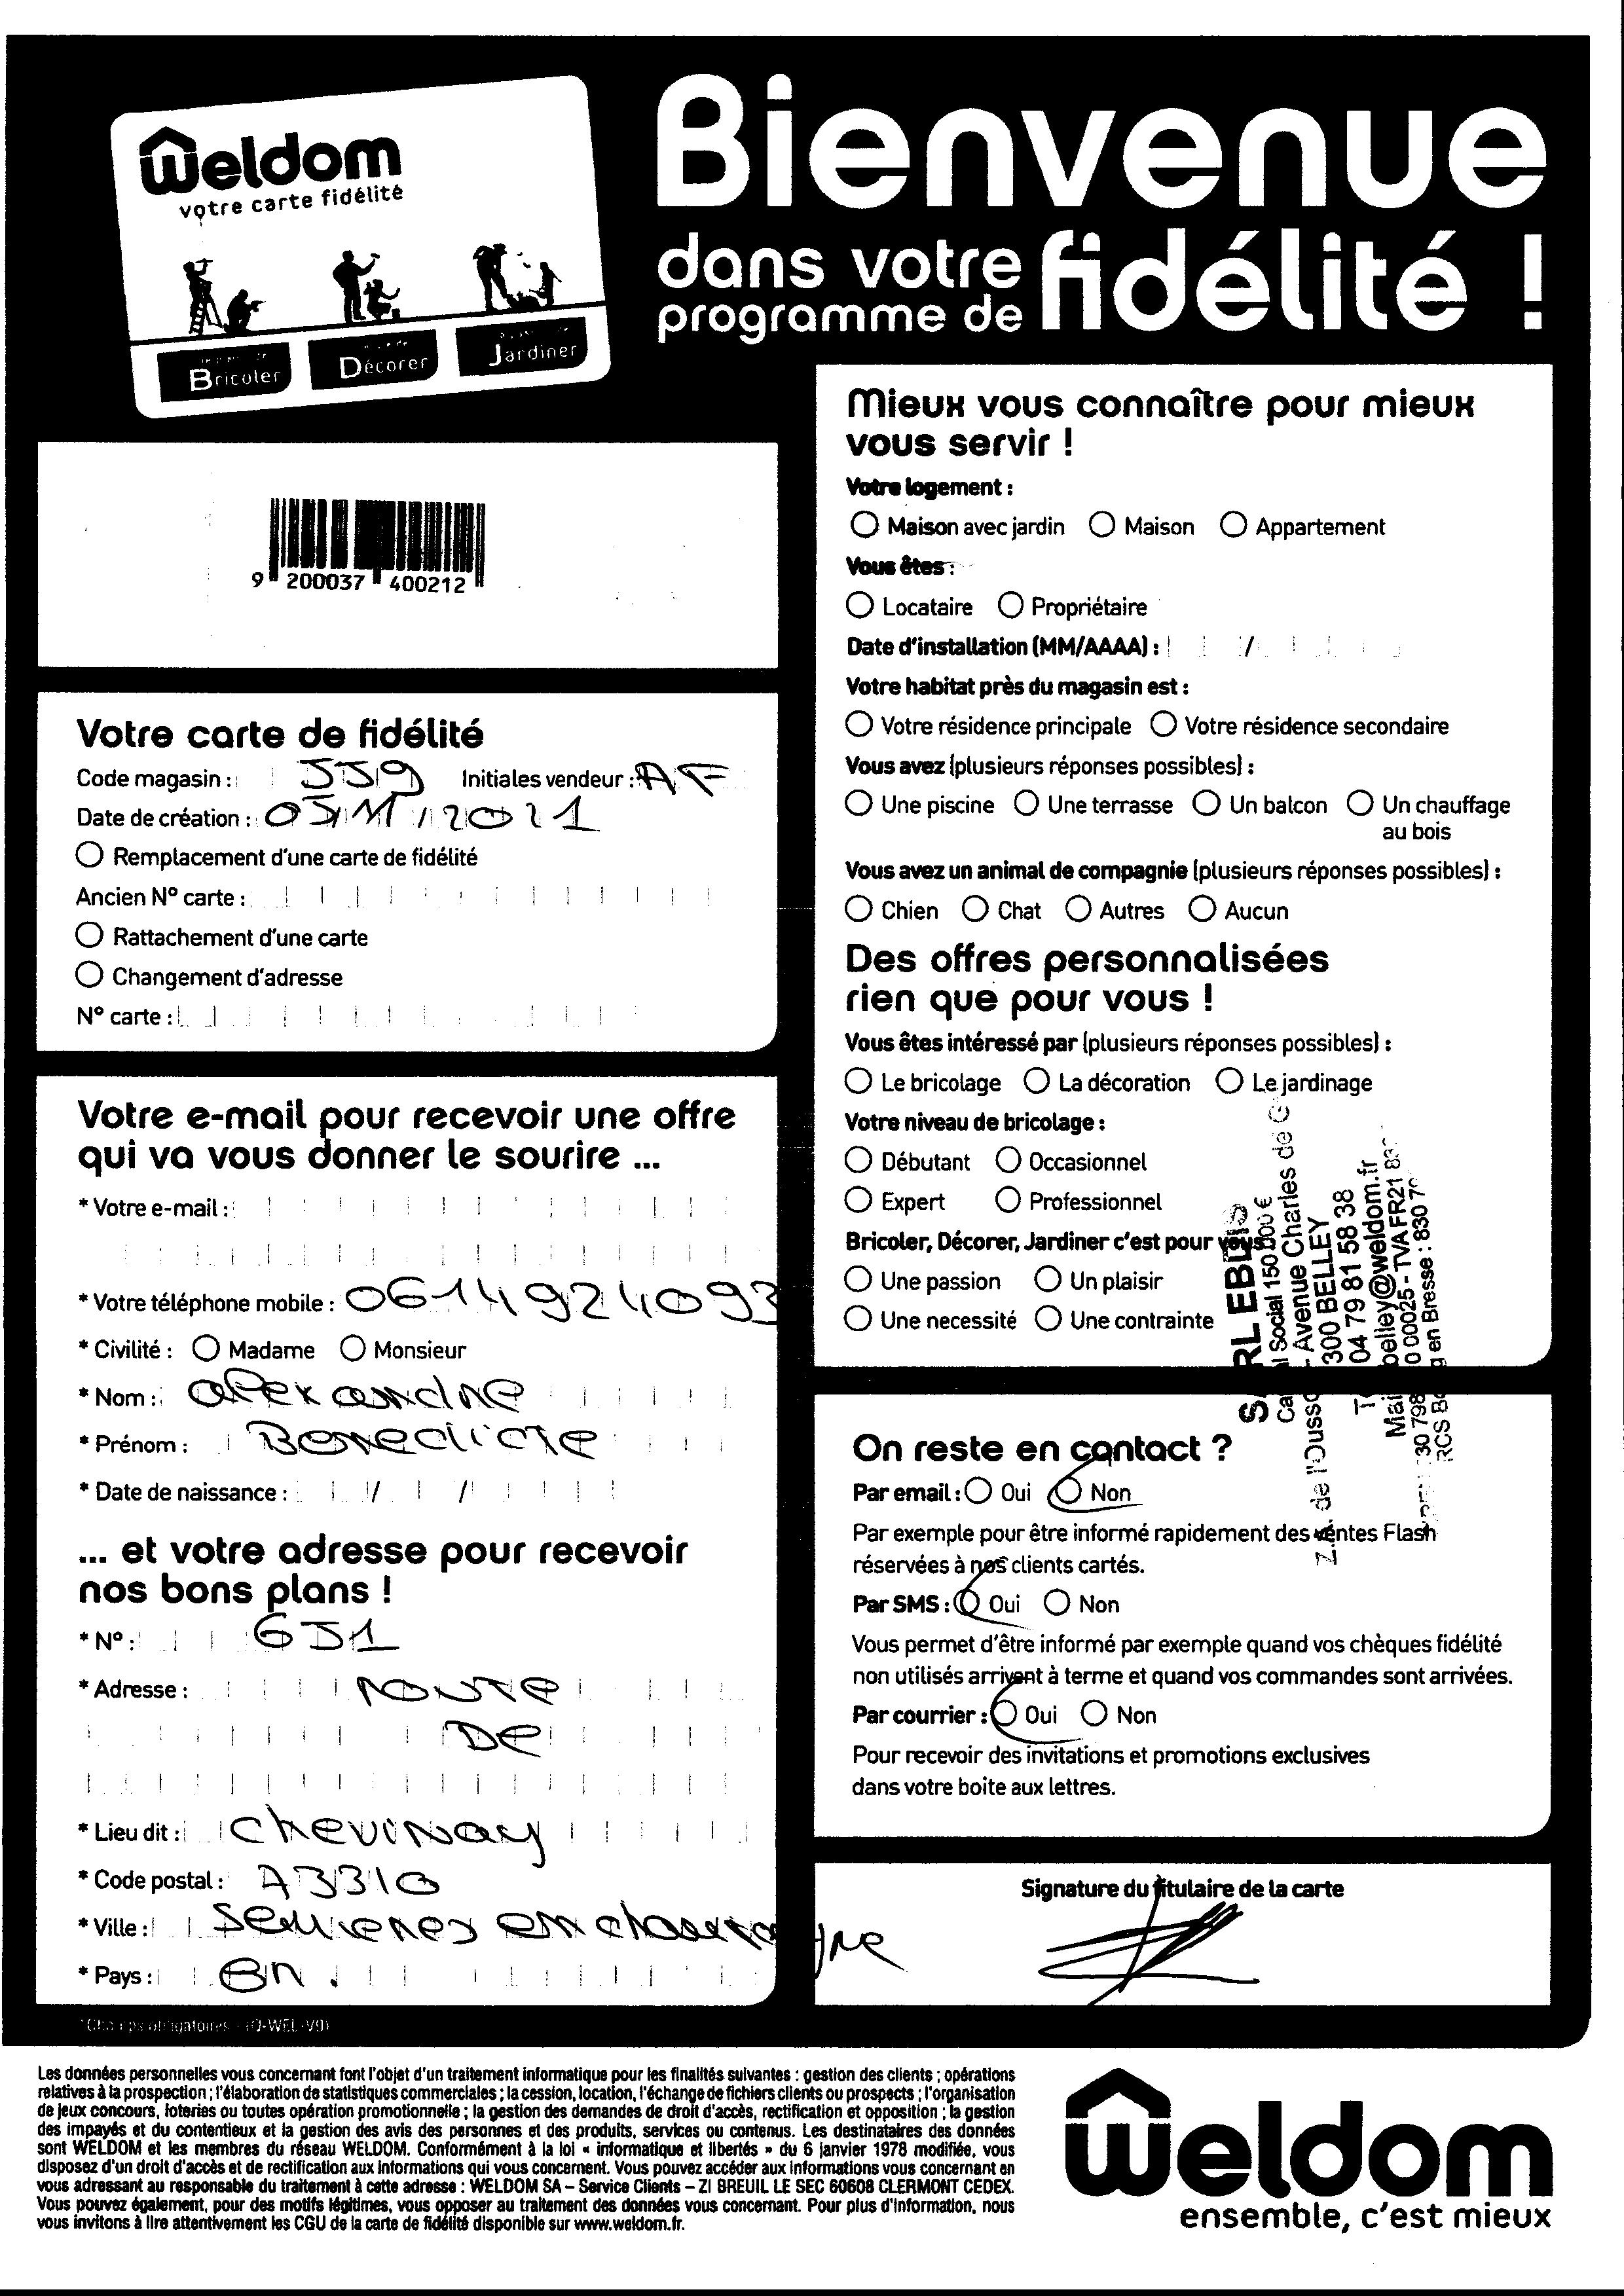 Weldom
votre carte fidélité
Bricoler
Décorer
Jardiner
Bienvenue
dans votre
programme de
fidélité !
9 200037 400212
Votre carte de fidélité
Code magasin : 559 Initiales vendeur : AF
Date de création : 05/11/2021
Remplacement d'une carte de fidélité
Ancien N° carte :
Rattachement d'une carte
Changement d'adresse
N° carte :
Votre e-mail pour recevoir une offre
qui va vous donner le sourire ...
* Votre e-mail :
* Votre téléphone mobile : 0614924093
* Civilité : Madame Monsieur
* Nom : alexandre
* Prénom : Benedicte
* Date de naissance : / /
... et votre adresse pour recevoir
nos bons plans !
* N° : 651
* Adresse : route
De
* Lieu dit : Chevinay
* Code postal : 73310
* Ville : Serrieres en chautagne
* Pays :
*Champs obligatoires - (Q-WEL-V9)
Mieux vous connaître pour mieux
vous servir !
Votre logement :
Maison avec jardin Maison Appartement
Vous êtes :
Locataire Propriétaire
Date d'installation (MM/AAAA) : /
Votre habitat près du magasin est :
Votre résidence principale Votre résidence secondaire
Vous avez (plusieurs réponses possibles) :
Une piscine Une terrasse Un balcon Un chauffage
au bois
Vous avez un animal de compagnie (plusieurs réponses possibles) :
Chien Chat Autres Aucun
Des offres personnalisées
rien que pour vous !
Vous êtes intéressé par (plusieurs réponses possibles) :
Le bricolage La décoration Le jardinage
Votre niveau de bricolage :
Débutant Occasionnel
Expert Professionnel
Bricoler, Décorer, Jardiner c'est pour vous
Une passion Un plaisir
Une necessité Une contrainte
SARL EBLIS
Social 150 000 €
Z.A. de l'Ousson - Avenue Charles de G
300 BELLEY
04 79 81 58 38
belley@weldom.fr
00025 - TVA FR21 83
RCS Bourg en Bresse : 830 79
On reste en contact ?
Par email : Oui Non
Par exemple pour être informé rapidement des ventes Flash
réservées à nos clients cartés.
Par SMS : Oui Non
Vous permet d'être informé par exemple quand vos chèques fidélité
non utilisés arrivent à terme et quand vos commandes sont arrivées.
Par courrier : Oui Non
Pour recevoir des invitations et promotions exclusives
dans votre boite aux lettres.
Signature du titulaire de la carte
Les données personnelles vous concernant font l'objet d'un traitement informatique pour les finalités suivantes : gestion des clients ; opérations
relatives à la prospection ; l'élaboration de statistiques commerciales ; la cession, location, l'échange de fichiers clients ou prospects ; l'organisation
de jeux concours, loteries ou toutes opération promotionnelle ; la gestion des demandes de droit d'accès, rectification et opposition ; la gestion
des impayés et du contentieux et la gestion des avis des personnes et des produits, services ou contenus. Les destinataires des données
sont WELDOM et les membres du réseau WELDOM. Conformément à la loi « informatique et libertés » du 6 janvier 1978 modifiée, vous
disposez d'un droit d'accès et de rectification aux informations qui vous concernent. Vous pouvez accéder aux informations vous concernant en
vous adressant au responsable du traitement à cette adresse : WELDOM SA – Service Clients – ZI BREUIL LE SEC 60608 CLERMONT CEDEX.
Vous pouvez également, pour des motifs légitimes, vous opposer au traitement des données vous concernant. Pour plus d'information, nous
vous invitons à lire attentivement les CGU de la carte de fidélité disponible sur www.weldom.fr.
Weldom
ensemble, c'est mieux